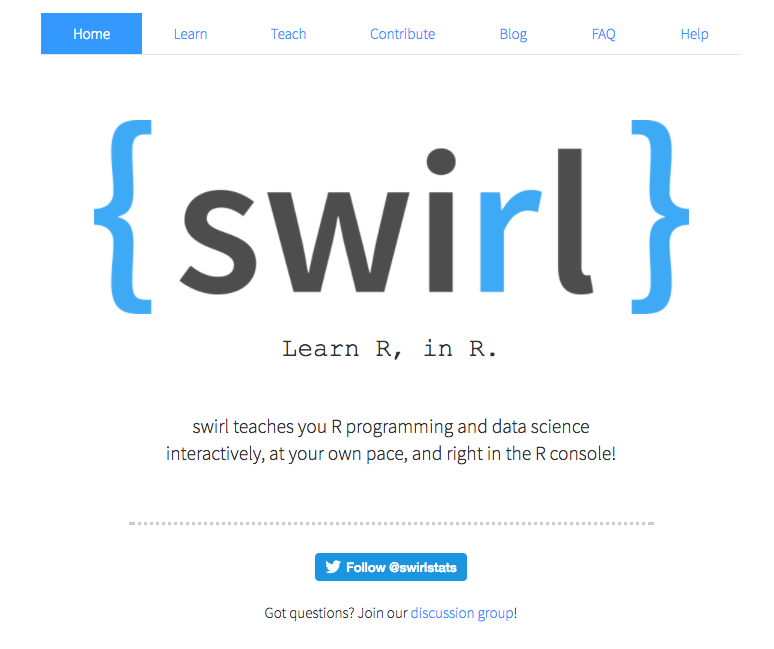 Home Learn Teach Contribute Blog FAQ Help
{swirl}
Learn R, in R.
swirl teaches you R programming and data science
interactively, at your own pace, and right in the R console!
Follow @swirlstats
Got questions? Join our discussion group!